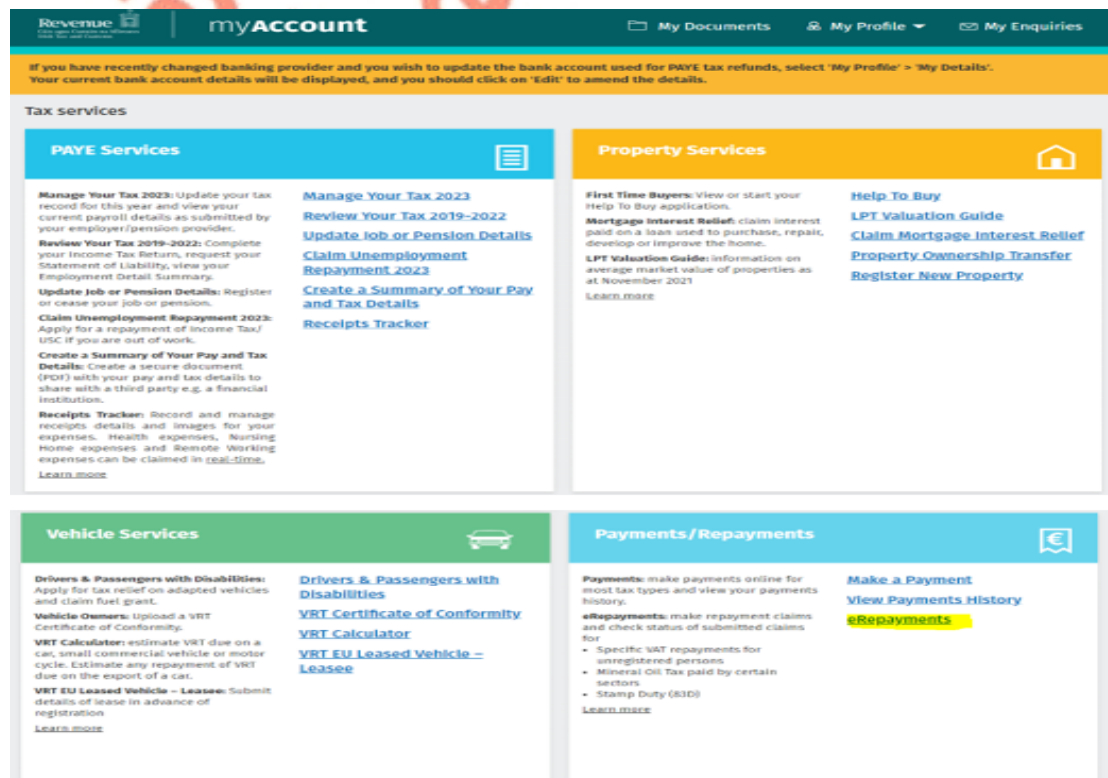 Revenue
Cáin agus Custaim na hÉireann
Irish Tax and Customs
myAccount
My Documents
My Profile
My Enquiries
If you have recently changed banking provider and you wish to update the bank account used for PAYE tax refunds, select 'My Profile' > 'My Details'.
Your current bank account details will be displayed, and you should click on 'Edit' to amend the details.
Tax services
PAYE Services
Manage Your Tax 2023: Update your tax
record for this year and view your
current payroll details as submitted by
your employer/pension provider.
Review Your Tax 2019-2022: Complete
your Income Tax Return, request your
Statement of Liability, view your
Employment Detail Summary.
Update Job or Pension Details: Register
or cease your job or pension.
Claim Unemployment Repayment 2023:
Apply for a repayment of Income Tax/
USC if you are out of work.
Create a Summary of Your Pay and Tax
Details: Create a secure document
(PDF) with your pay and tax details to
share with a third party e.g. a financial
institution.
Receipts Tracker: Record and manage
receipts details and images for your
expenses. Health expenses, Nursing
Home expenses and Remote Working
expenses can be claimed in real-time.
Learn more
Manage Your Tax 2023
Review Your Tax 2019-2022
Update Job or Pension Details
Claim Unemployment
Repayment 2023
Create a Summary of Your Pay
and Tax Details
Receipts Tracker
Property Services
First Time Buyers: View or start your
Help To Buy application.
Mortgage Interest Relief: claim interest
paid on a loan used to purchase, repair,
develop or improve the home.
LPT Valuation Guide: information on
average market value of properties as
at November 2021
Learn more
Help To Buy
LPT Valuation Guide
Claim Mortgage Interest Relief
Property Ownership Transfer
Register New Property
Vehicle Services
Drivers & Passengers with Disabilities:
Apply for tax relief on adapted vehicles
and claim fuel grant.
Vehicle Owners: Upload a VRT
Certificate of Conformity.
VRT Calculator: estimate VRT due on a
car, small commercial vehicle or motor
cycle. Estimate any repayment of VRT
due on the export of a car.
VRT EU Leased Vehicle – Leasee: Submit
details of lease in advance of
registration
Learn more
Drivers & Passengers with
Disabilities
VRT Certificate of Conformity
VRT Calculator
VRT EU Leased Vehicle –
Leasee
Payments/Repayments
Payments: make payments online for
most tax types and view your payments
history.
eRepayments: make repayment claims
and check status of submitted claims
for
• Specific VAT repayments for
unregistered persons
• Mineral Oil Tax paid by certain
sectors
• Stamp Duty (83D)
Learn more
Make a Payment
View Payments History
eRepayments